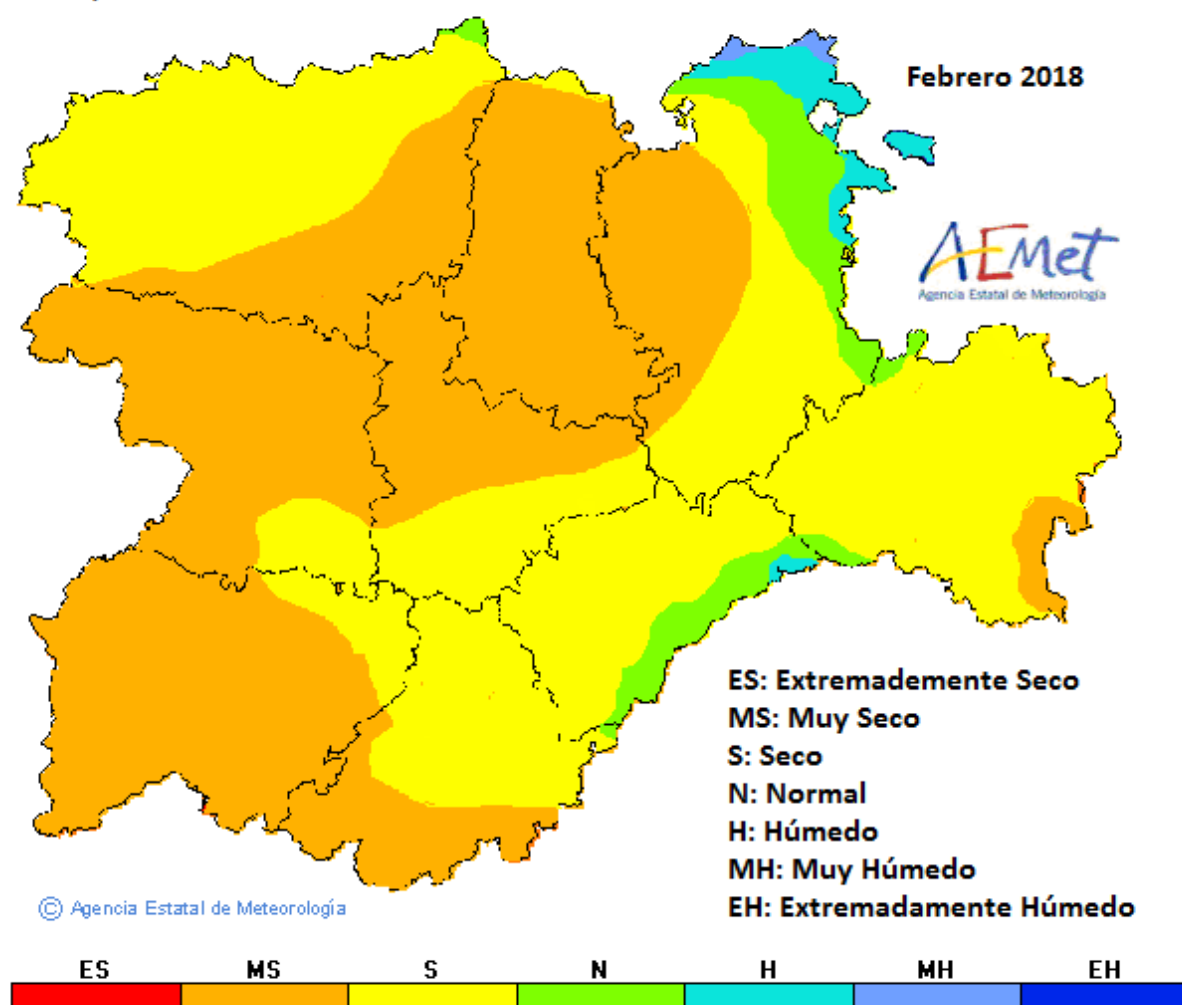 Febrero 2018
AEMet
Agencia Estatal de Meteorología
ES: Extremademente Seco
MS: Muy Seco
S: Seco
N: Normal
H: Húmedo
MH: Muy Húmedo
EH: Extremadamente Húmedo
© Agencia Estatal de Meteorología
ES MS S N H MH EH